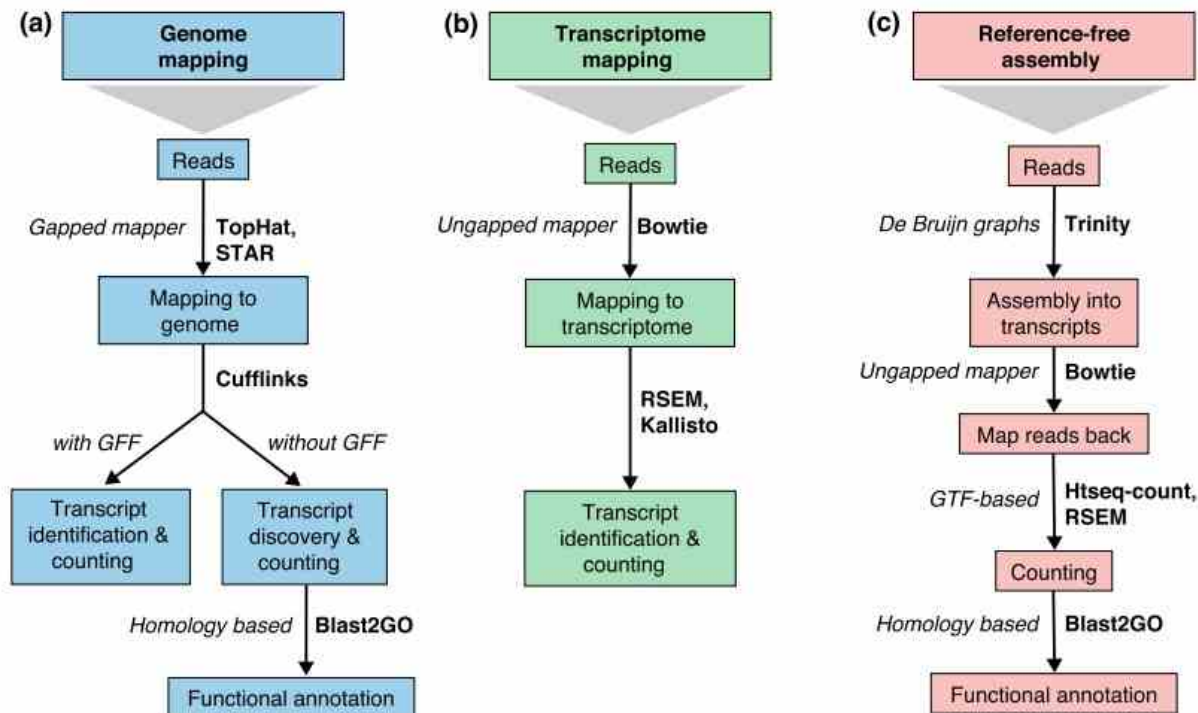 (a)
Genome
mapping
Reads
Gapped mapper
TopHat,
STAR
Mapping to
genome
Cufflinks
with GFF
without GFF
Transcript
identification &
counting
Transcript
discovery &
counting
Homology based
Blast2GO
Functional annotation
(b)
Transcriptome
mapping
Reads
Ungapped mapper
Bowtie
Mapping to
transcriptome
RSEM,
Kallisto
Transcript
identification &
counting
(c)
Reference-free
assembly
Reads
De Bruijn graphs
Trinity
Assembly into
transcripts
Ungapped mapper
Bowtie
Map reads back
GTF-based
Htseq-count,
RSEM
Counting
Homology based
Blast2GO
Functional annotation